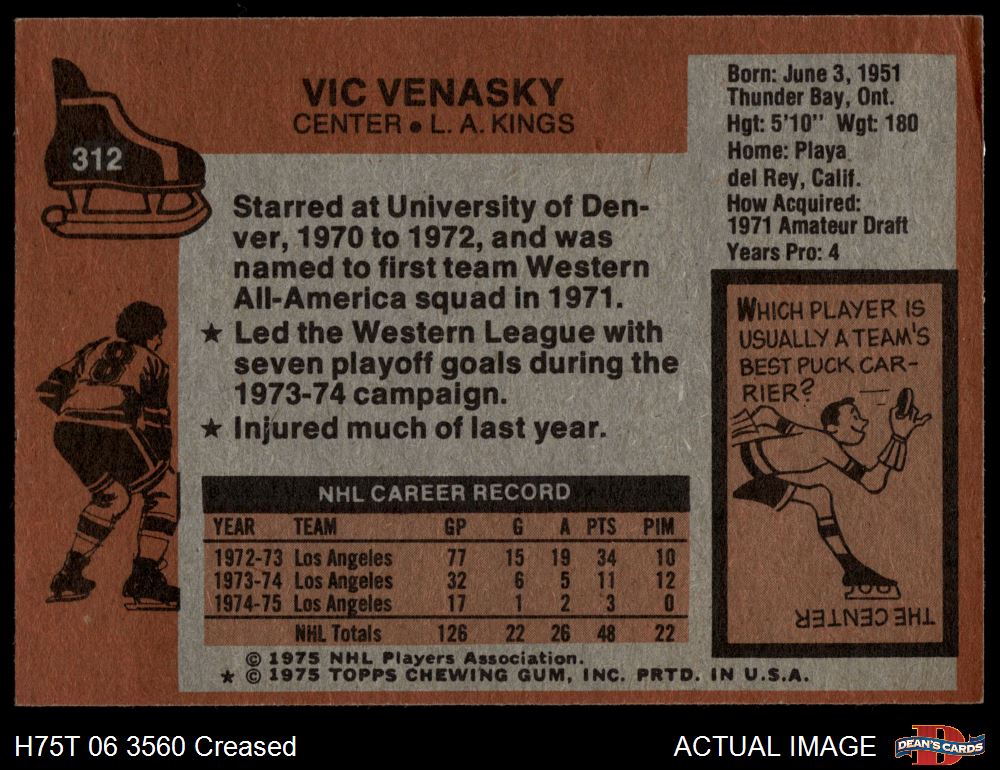 312
VIC VENASKY
CENTER • L. A. KINGS
Born: June 3, 1951
Thunder Bay, Ont.
Hgt: 5'10" Wgt: 180
Home: Playa
del Rey, Calif.
How Acquired:
1971 Amateur Draft
Years Pro: 4
Starred at University of Den-
ver, 1970 to 1972, and was
named to first team Western
All-America squad in 1971.
★ Led the Western League with
seven playoff goals during the
1973-74 campaign.
★ Injured much of last year.
8
WHICH PLAYER IS
USUALLY A TEAM'S
BEST PUCK CAR-
RIER?
THE CENTER
NHL CAREER RECORD
YEAR TEAM GP G A PTS PIM
1972-73 Los Angeles 77 15 19 34 10
1973-74 Los Angeles 32 6 5 11 12
1974-75 Los Angeles 17 1 2 3 0
NHL Totals 126 22 26 48 22
© 1975 NHL Players Association.
★ © 1975 TOPPS CHEWING GUM, INC. PRTD. IN U.S.A.
H75T 06 3560 Creased
ACTUAL IMAGE
D
DEAN'S CARDS